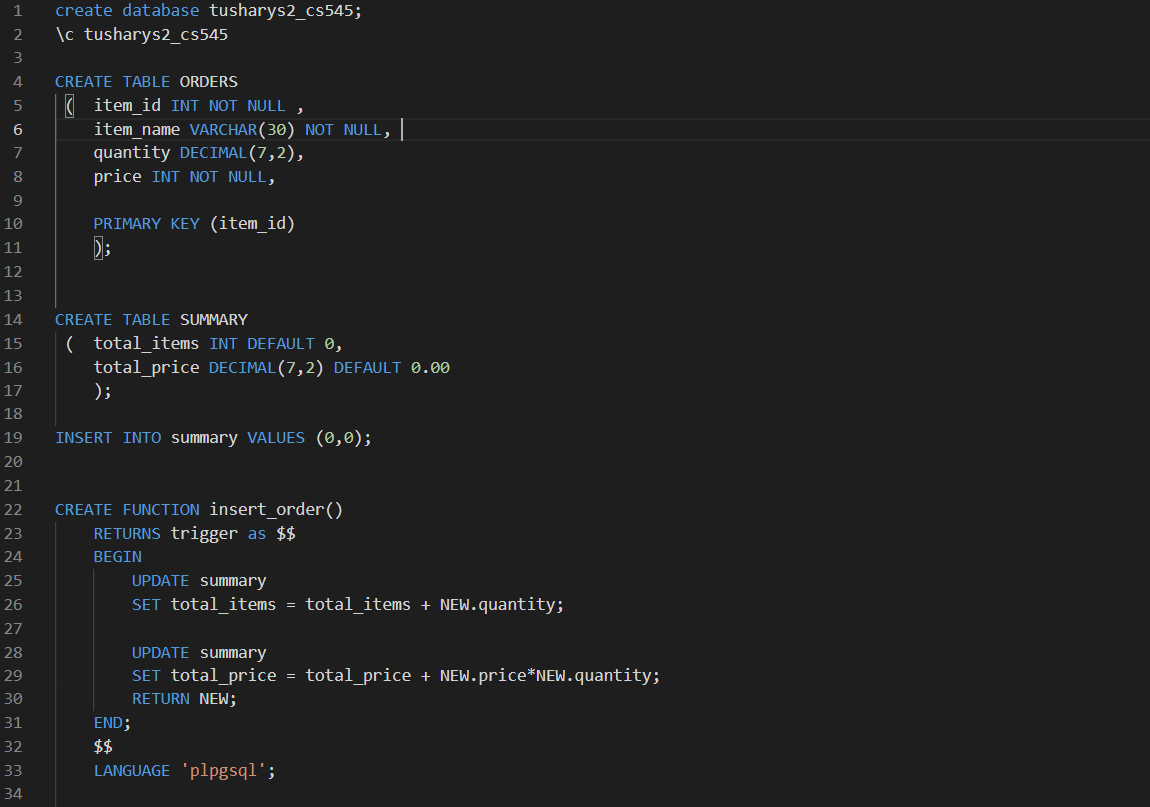 1 create database tusharys2_cs545;
2 \c tusharys2_cs545
3
4 CREATE TABLE ORDERS
5 ( item_id INT NOT NULL ,
6 item_name VARCHAR(30) NOT NULL,
7 quantity DECIMAL(7,2),
8 price INT NOT NULL,
9
10 PRIMARY KEY (item_id)
11 );
12
13
14 CREATE TABLE SUMMARY
15 ( total_items INT DEFAULT 0,
16 total_price DECIMAL(7,2) DEFAULT 0.00
17 );
18
19 INSERT INTO summary VALUES (0,0);
20
21
22 CREATE FUNCTION insert_order()
23 RETURNS trigger as $$
24 BEGIN
25 UPDATE summary
26 SET total_items = total_items + NEW.quantity;
27
28 UPDATE summary
29 SET total_price = total_price + NEW.price*NEW.quantity;
30 RETURN NEW;
31 END;
32 $$
33 LANGUAGE 'plpgsql';
34